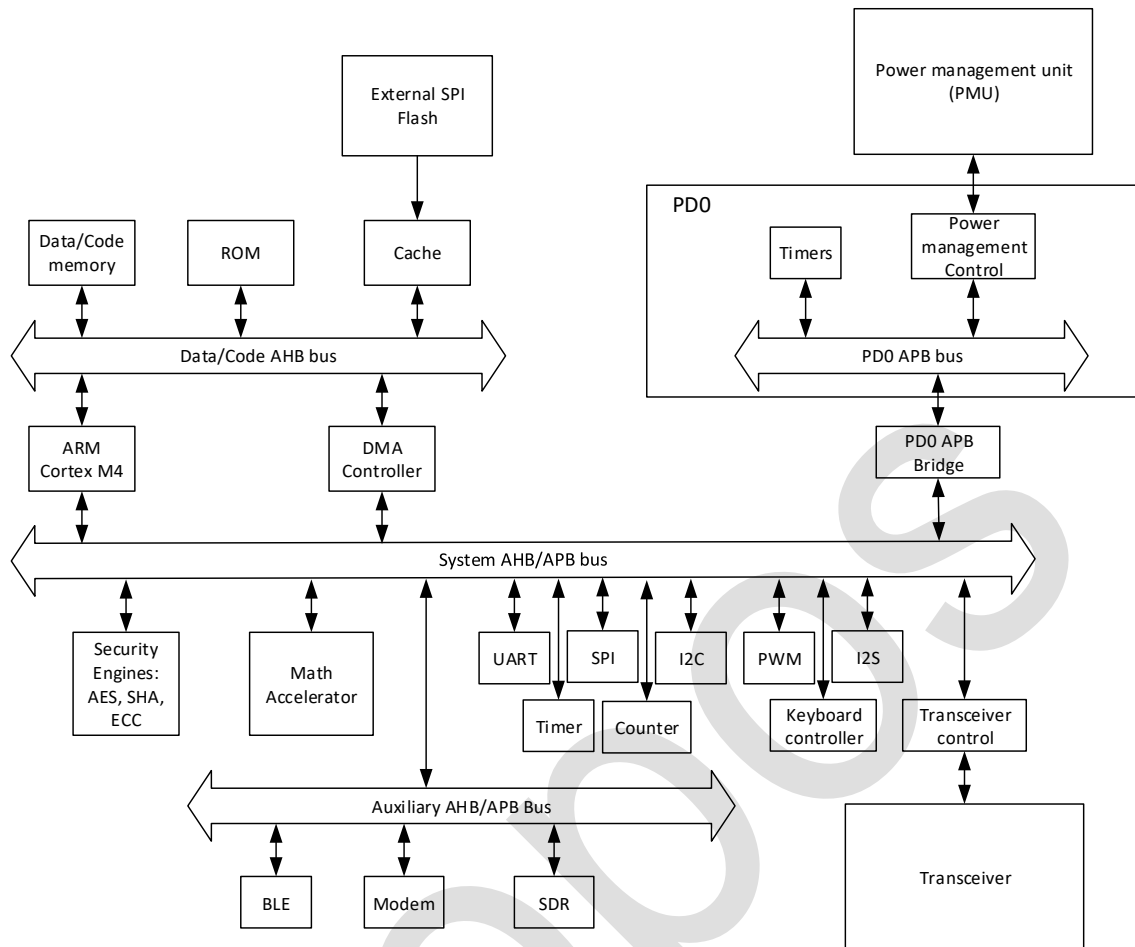 Power management unit
(PMU)
External SPI
Flash
PD0
Data/Code
memory
ROM
Cache
Timers
Power
management
Control
Data/Code AHB bus
PD0 APB bus
ARM
Cortex M4
DMA
Controller
PD0 APB
Bridge
System AHB/APB bus
Security
Engines:
AES, SHA,
ECC
Math
Accelerator
UART
SPI
I2C
PWM
I2S
Timer
Counter
Keyboard
controller
Transceiver
control
Auxiliary AHB/APB Bus
BLE
Modem
SDR
Transceiver